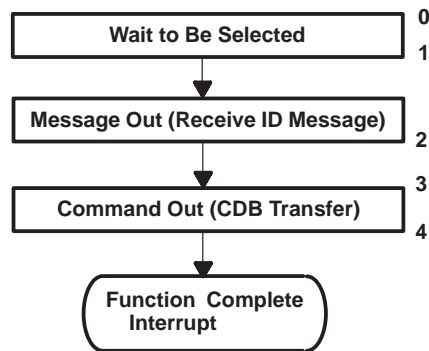 Wait to Be Selected
0
1
Message Out (Receive ID Message)
2
3
Command Out (CDB Transfer)
4
Function Complete
Interrupt